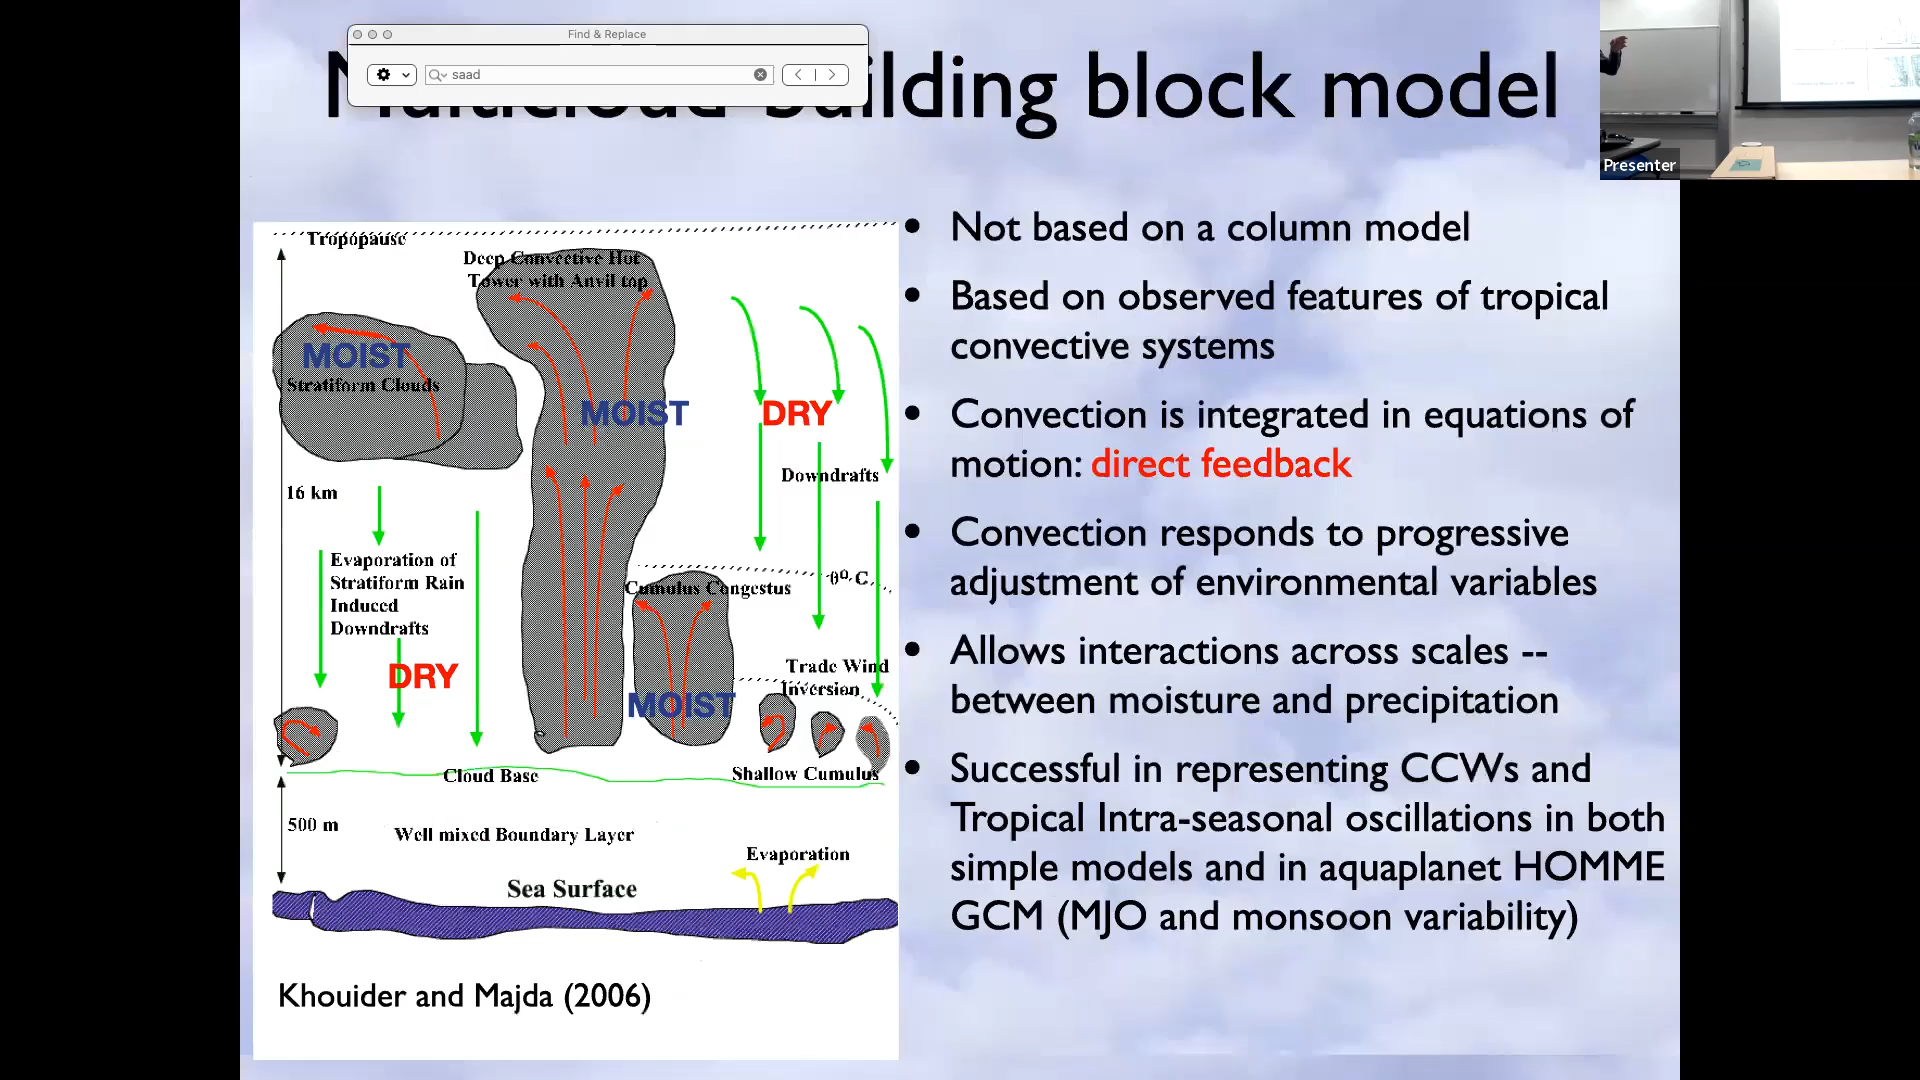 Find & Replace
saad
Multicloud building block model
Presenter
Not based on a column model
Based on observed features of tropical
convective systems
Convection is integrated in equations of
motion: direct feedback
Convection responds to progressive
adjustment of environmental variables
Allows interactions across scales --
between moisture and precipitation
Successful in representing CCWs and
Tropical Intra-seasonal oscillations in both
simple models and in aquaplanet HOMME
GCM (MJO and monsoon variability)
Tropopause
Deep Convective Hot
Tower with Anvil top
MOIST
Stratiform Clouds
MOIST
DRY
Downdrafts
16 km
Evaporation of
Stratiform Rain
Induced
Downdrafts
DRY
Cumulus Congestus
0° C
Trade Wind
Inversion
MOIST
Shallow Cumulus
Cloud Base
500 m
Well mixed Boundary Layer
Evaporation
Sea Surface
Khouider and Majda (2006)